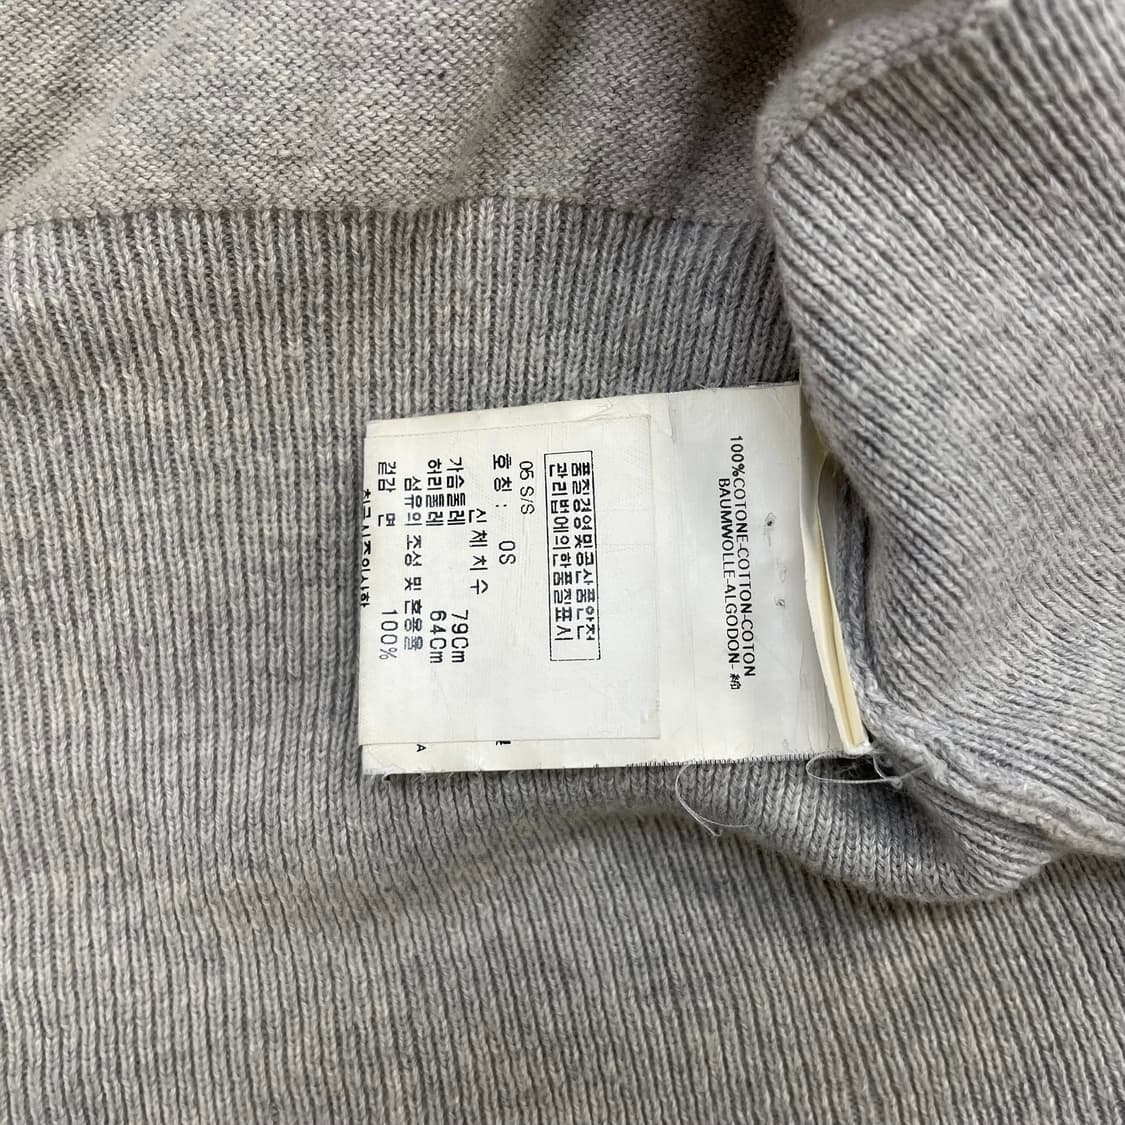 100%COTONE-COTTON-COTON
BAUMWOLLE-ALGODON-綿
품질경영및공산품안전
관리법에의한품질표시
05 S/S
호 칭 : 0S
신 체 치 수
가슴둘레 79Cm
허리둘레 64Cm
섬유의 조성 및 혼용율
겉감 면 100%
A